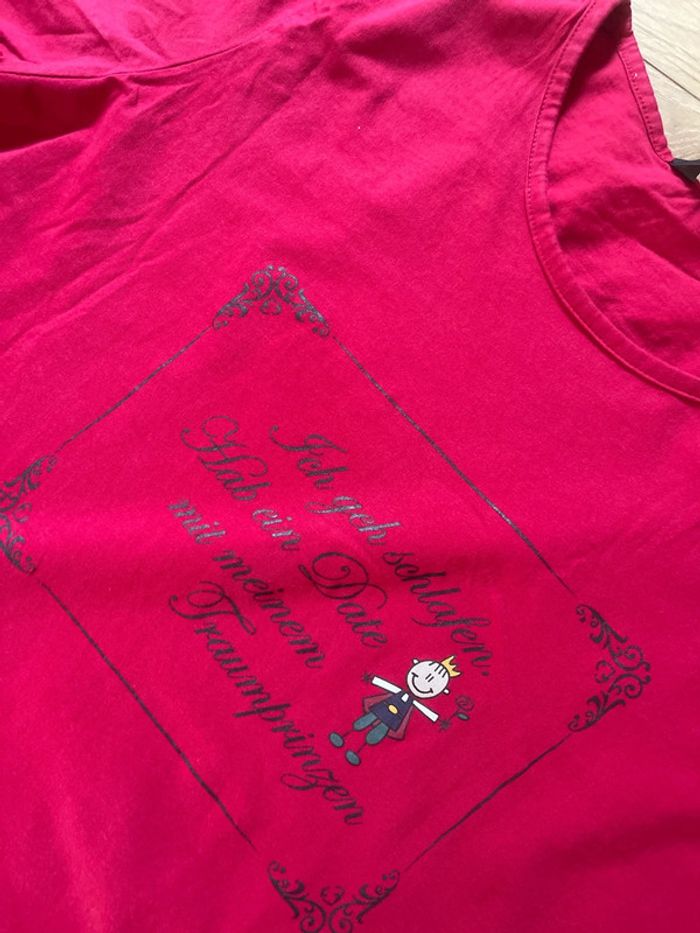 Ich geh schlafen,
Hab ein Date
mit meinem
Traumprinzen